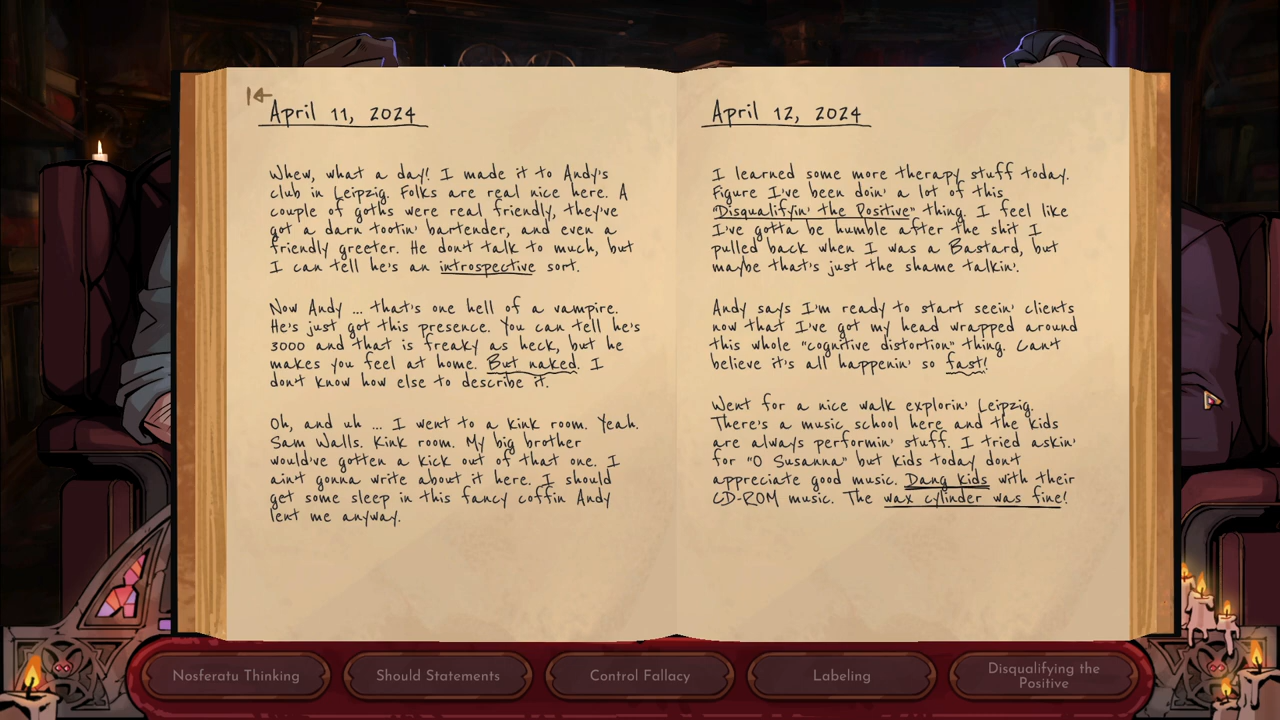 April 11, 2024
Whew, what a day! I made it to Andy's
club in Leipzig. Folks are real nice here. A
couple of goths were real friendly, they've
got a darn tootin' bartender, and even a
friendly greeter. He don't talk to much, but
I can tell he's an introspective sort.
Now Andy ... that's one hell of a vampire.
He's just got this presence. You can tell he's
3000 and that is freaky as heck, but he
makes you feel at home. But naked. I
don't know how else to describe it.
Oh, and uh ... I went to a kink room. Yeah.
Sam Walls. Kink room. My big brother
would've gotten a kick out of that one. I
ain't gonna write about it here. I should
get some sleep in this fancy coffin Andy
lent me anyway.
April 12, 2024
I learned some more therapy stuff today.
Figure I've been doin' a lot of this
"Disqualifyin' the Positive" thing. I feel like
I've gotta be humble after the shit I
pulled back when I was a Bastard, but
maybe that's just the shame talkin'.
Andy says I'm ready to start seein' clients
now that I've got my head wrapped around
this whole "cognitive distortion" thing. Can't
believe it's all happenin' so fast!
Went for a nice walk explorin' Leipzig.
There's a music school here and the kids
are always performin' stuff. I tried askin'
for "O Susanna" but kids today don't
appreciate good music. Dang kids with their
CD-ROM music. The wax cylinder was fine!
Nosferatu Thinking
Should Statements
Control Fallacy
Labeling
Disqualifying the
Positive